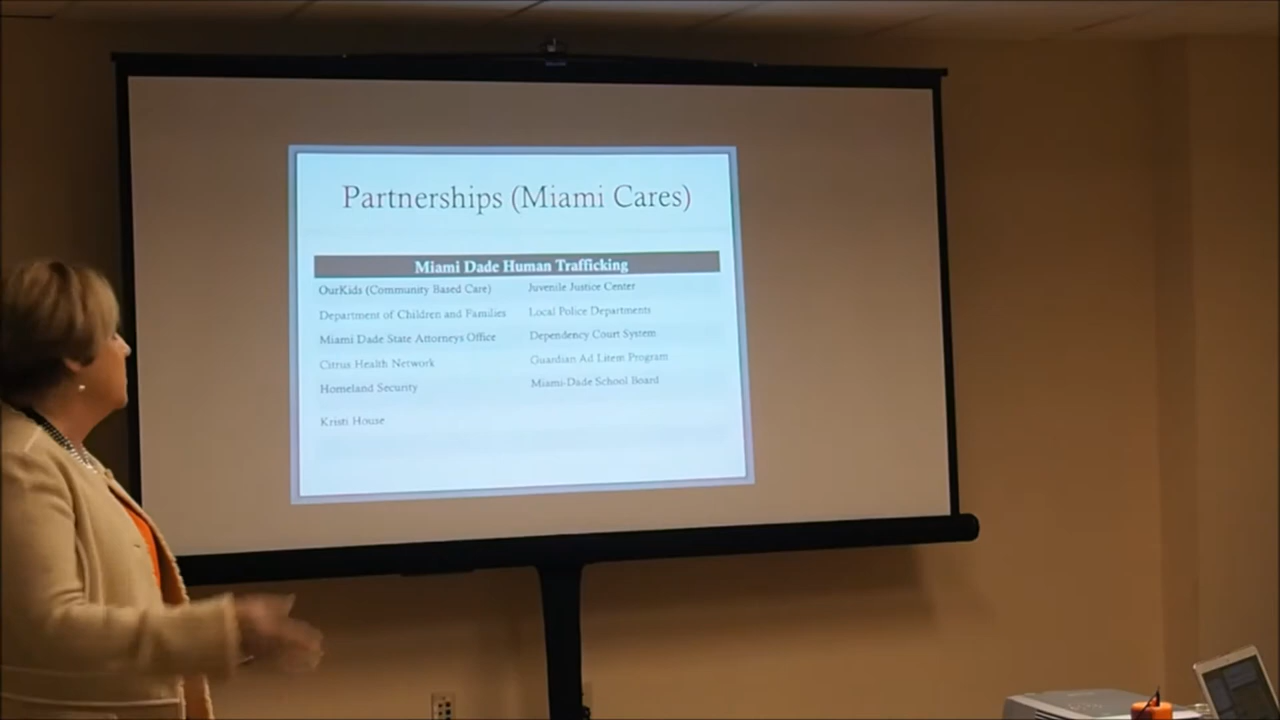 Partnerships (Miami Cares)
Miami Dade Human Trafficking
OurKids (Community Based Care)
Department of Children and Families
Miami Dade State Attorneys Office
Citrus Health Network
Homeland Security
Kristi House
Juvenile Justice Center
Local Police Departments
Dependency Court System
Guardian Ad Litem Program
Miami-Dade School Board